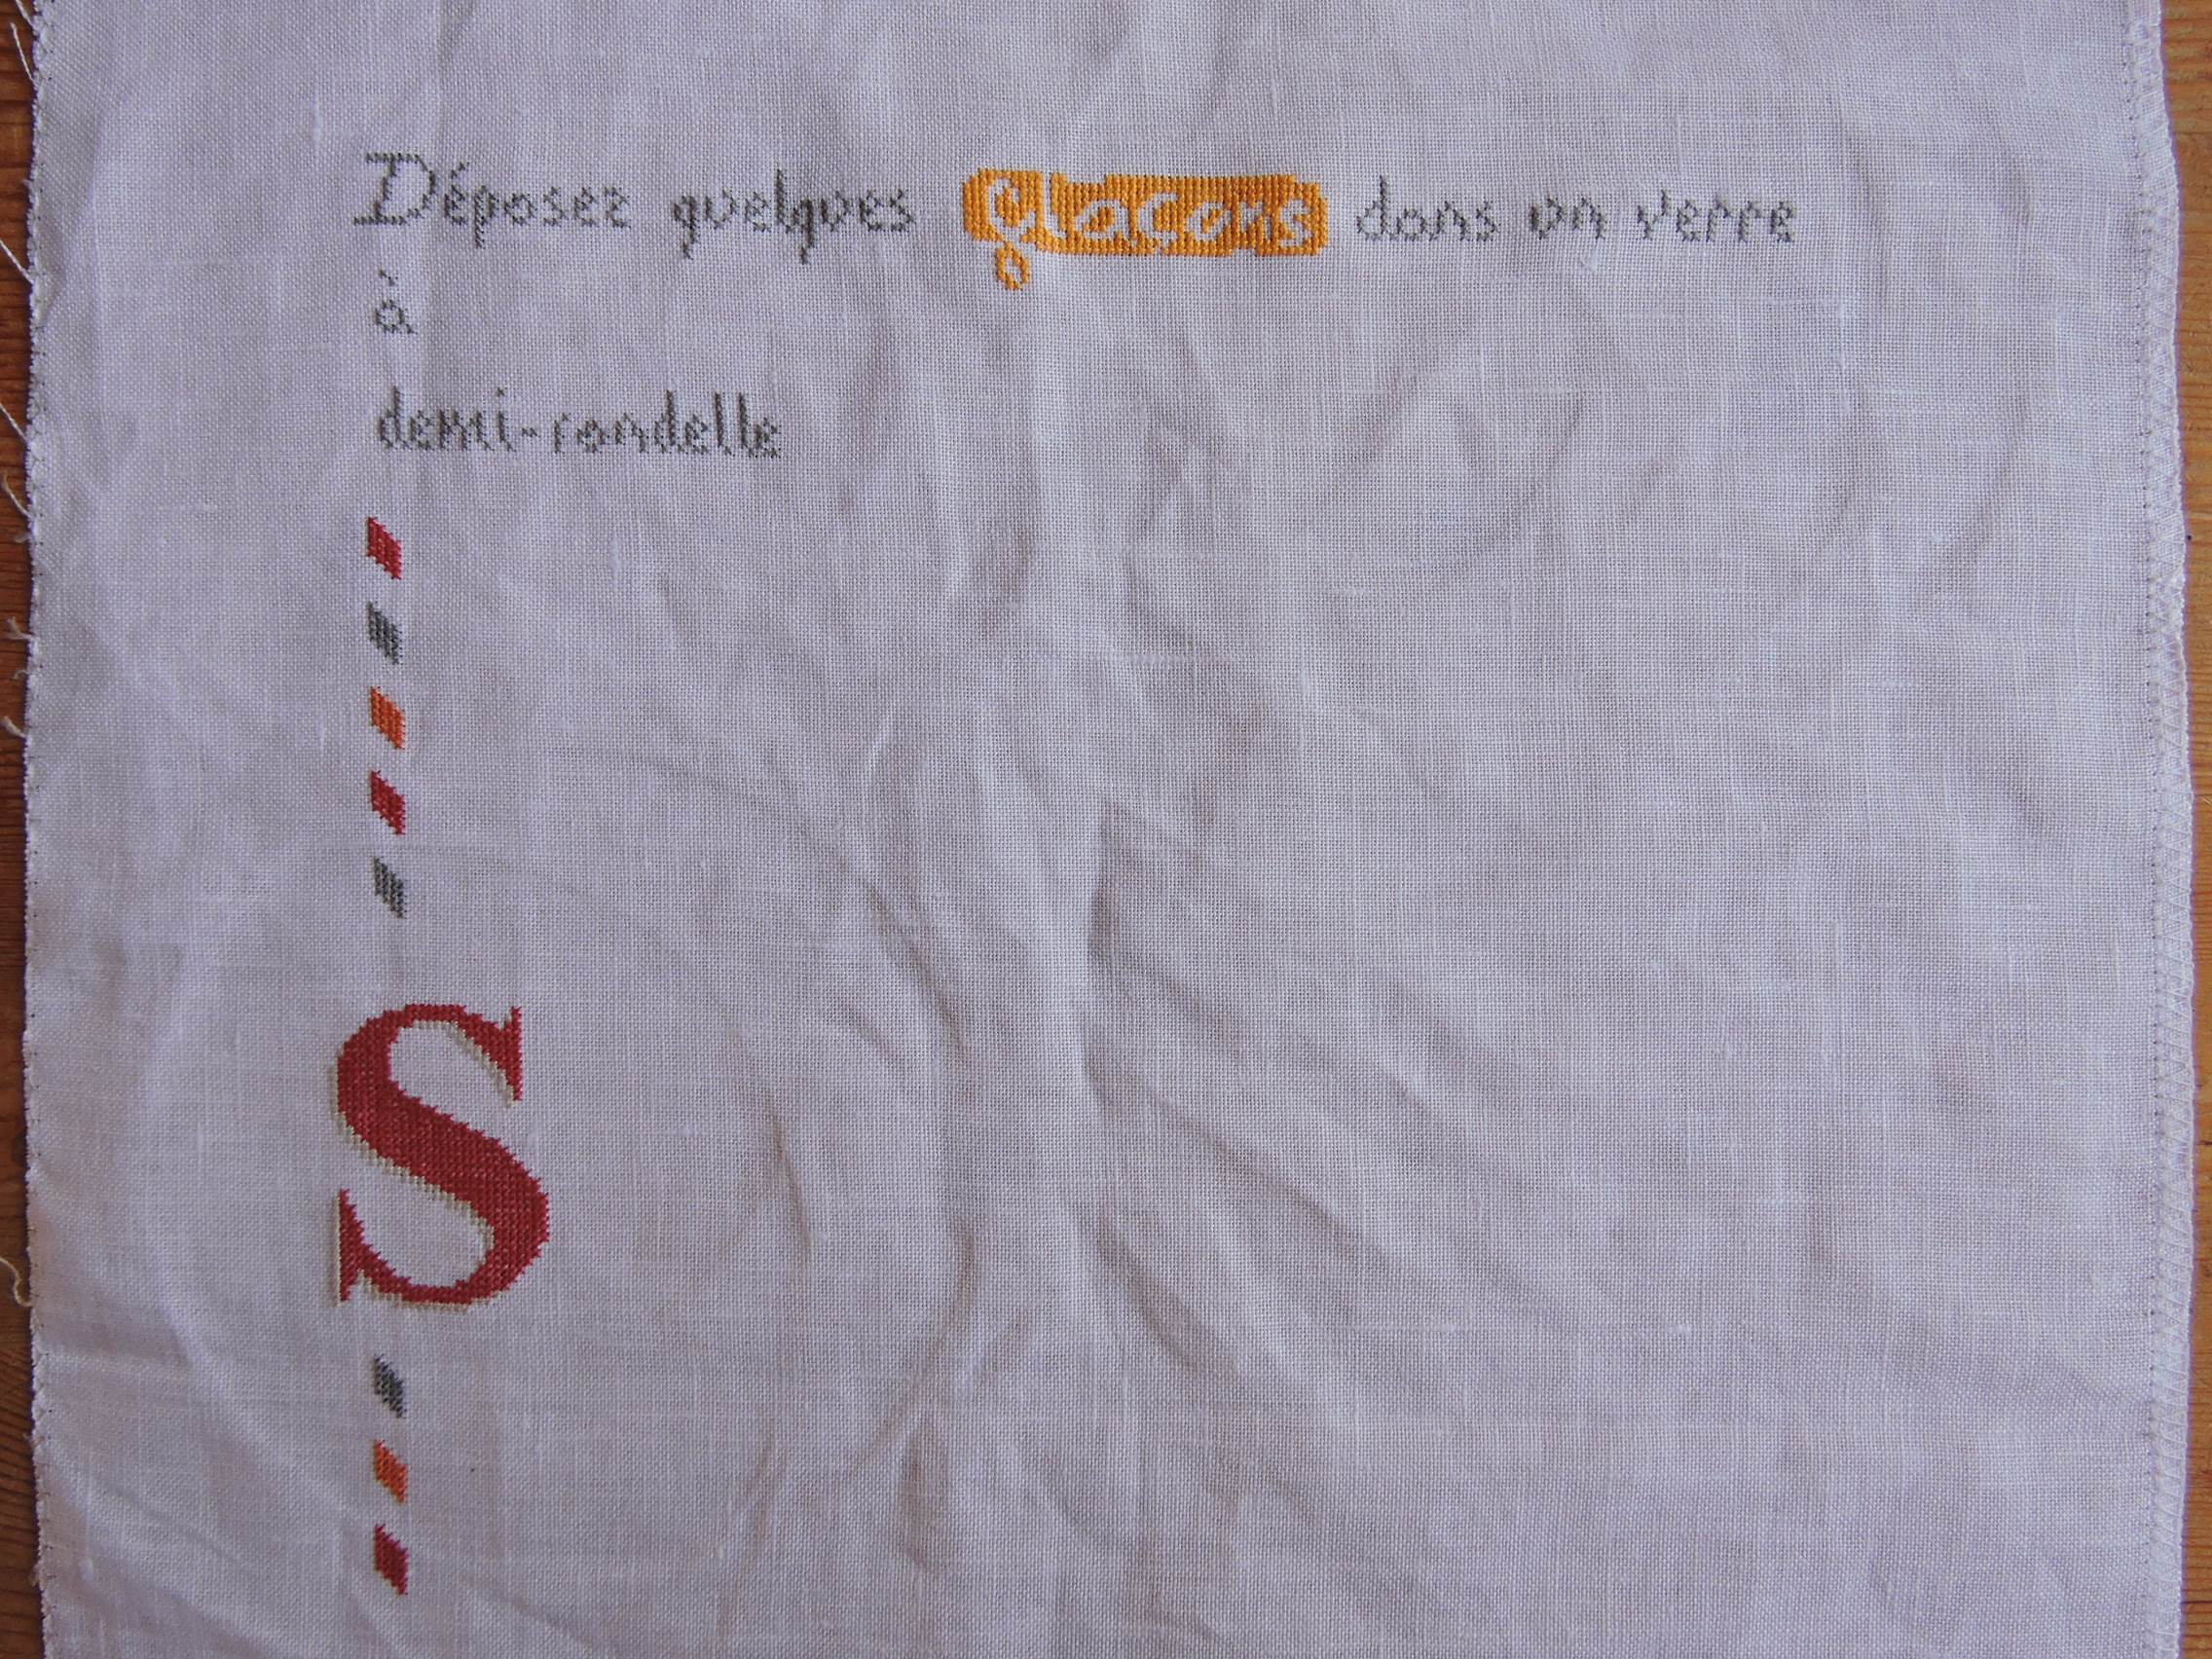 Déposez quelques glaçons dans un verre
à
demi-rondelle
S